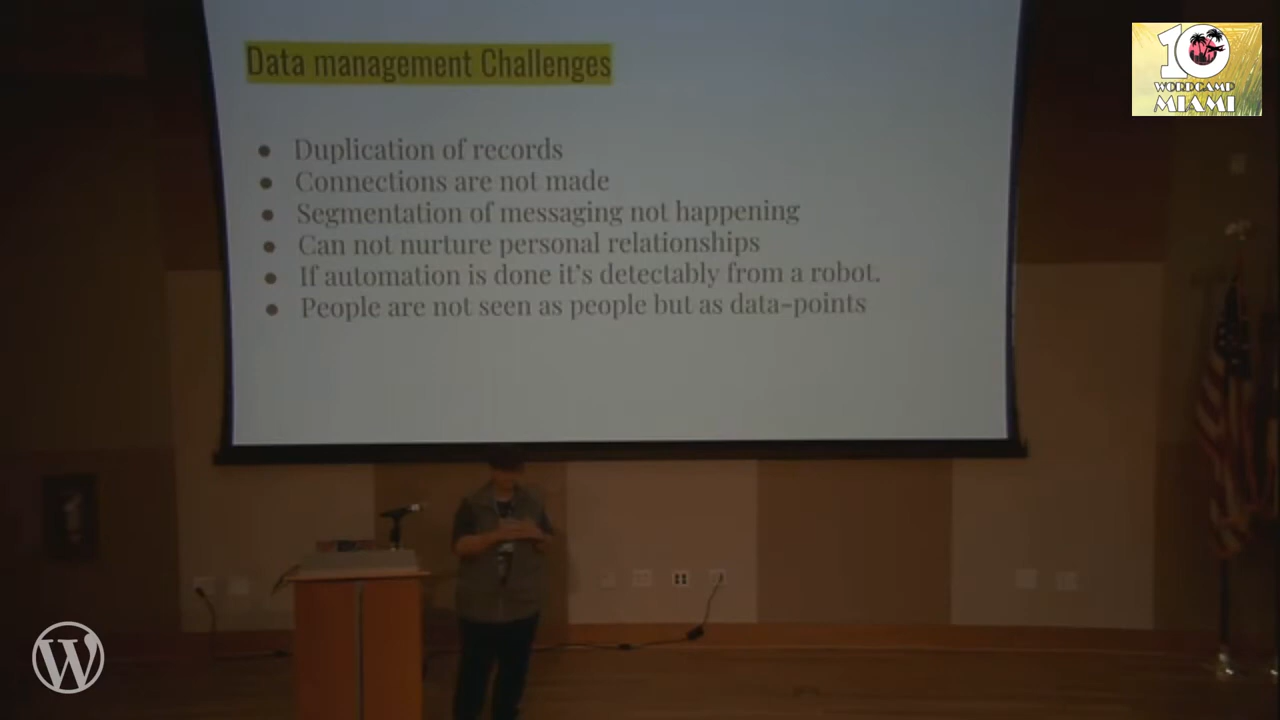 Data management Challenges
Duplication of records
Connections are not made
Segmentation of messaging not happening
Can not nurture personal relationships
If automation is done it's detectably from a robot.
People are not seen as people but as data-points
10
WORDCAMP
MIAMI
W